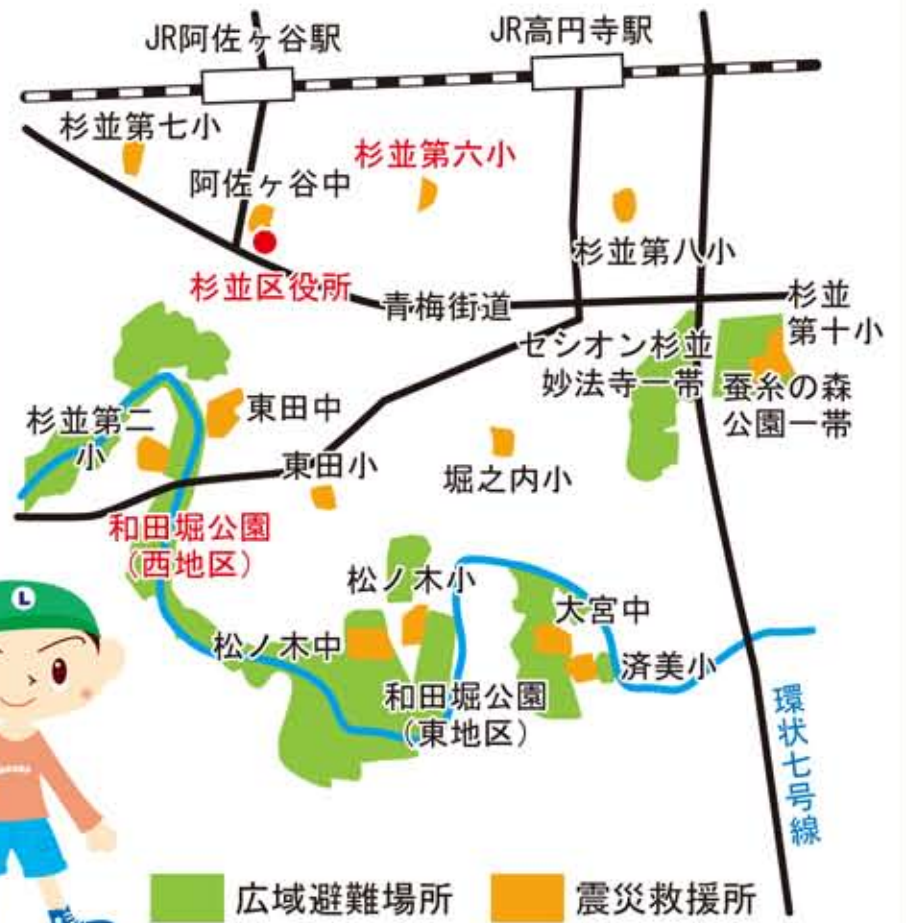 JR阿佐ヶ谷駅
JR高円寺駅
杉並第七小
杉並第六小
阿佐ヶ谷中
杉並第八小
杉並区役所
青梅街道
杉並
第十小
セシオン杉並
妙法寺一帯
蚕糸の森
公園一帯
杉並第二
小
東田中
東田小
堀之内小
和田堀公園
（西地区）
松ノ木小
大宮中
松ノ木中
済美小
和田堀公園
（東地区）
環状七号線
L
広域避難場所
震災救援所